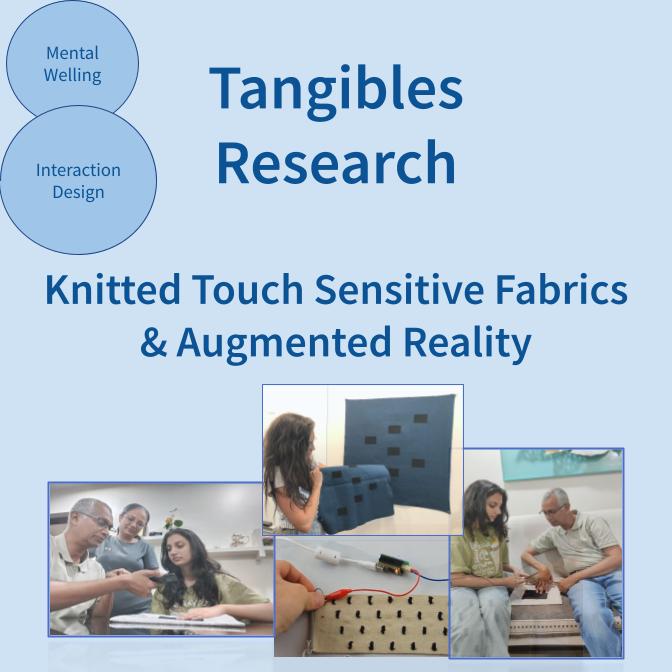 Mental
Welling
Interaction
Design
Tangibles
Research
Knitted Touch Sensitive Fabrics
& Augmented Reality